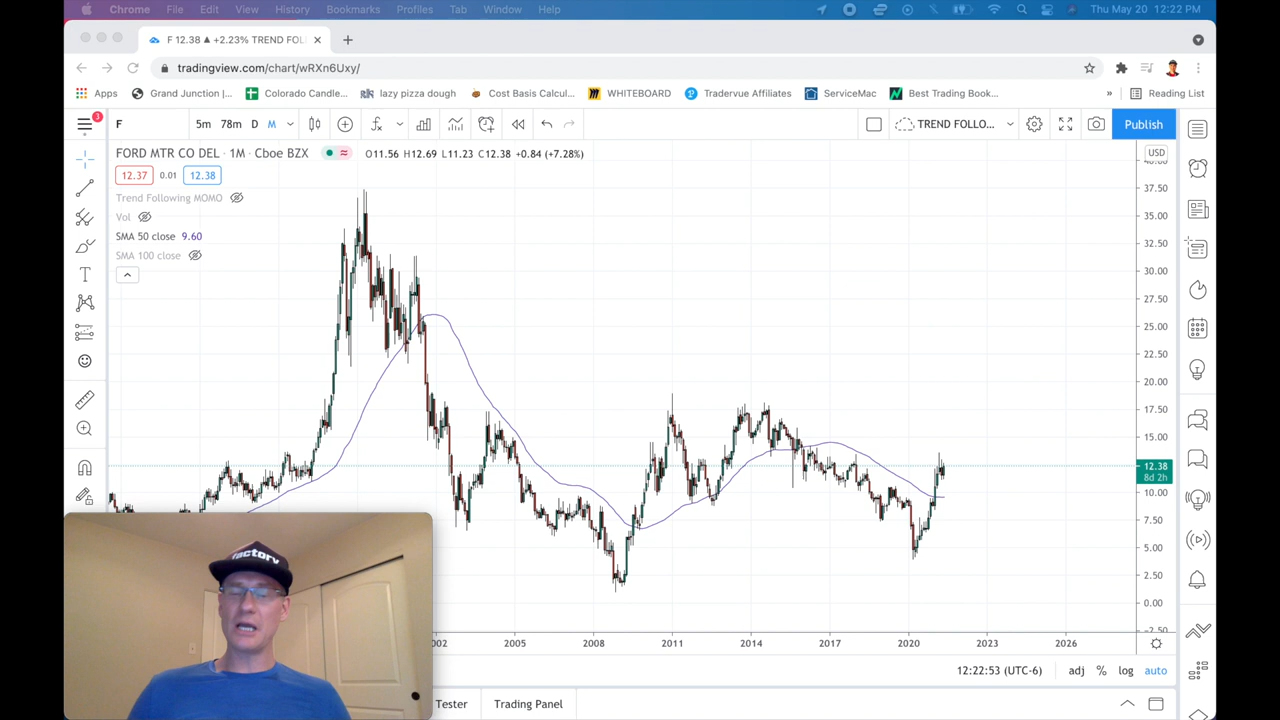 Chrome File Edit View History Bookmarks Profiles Tab Window Help Thu May 20 12:22 PM
F 12.38 ▲ +2.23% TREND FOL
tradingview.com/chart/wRXn6Uxy/
Apps Grand Junction |... Colorado Candle... lazy pizza dough Cost Basis Calcul... WHITEBOARD Tradervue Affiliates ServiceMac Best Trading Book... » Reading List
3
F 5m 78m D M TREND FOLLO... Publish
FORD MTR CO DEL · 1M · Cboe BZX O11.56 H12.69 L11.23 C12.38 +0.84 (+7.28%) USD
12.37 0.01 12.38
Trend Following MOMO
Vol
SMA 50 close 9.60
SMA 100 close
37.50
35.00
32.50
30.00
27.50
25.00
22.50
20.00
17.50
15.00
12.38
8d 2h
10.00
7.50
5.00
2.50
0.00
factory
002 2005 2008 2011 2014 2017 2020 2023 2026
12:22:53 (UTC-6) adj % log auto
Tester Trading Panel